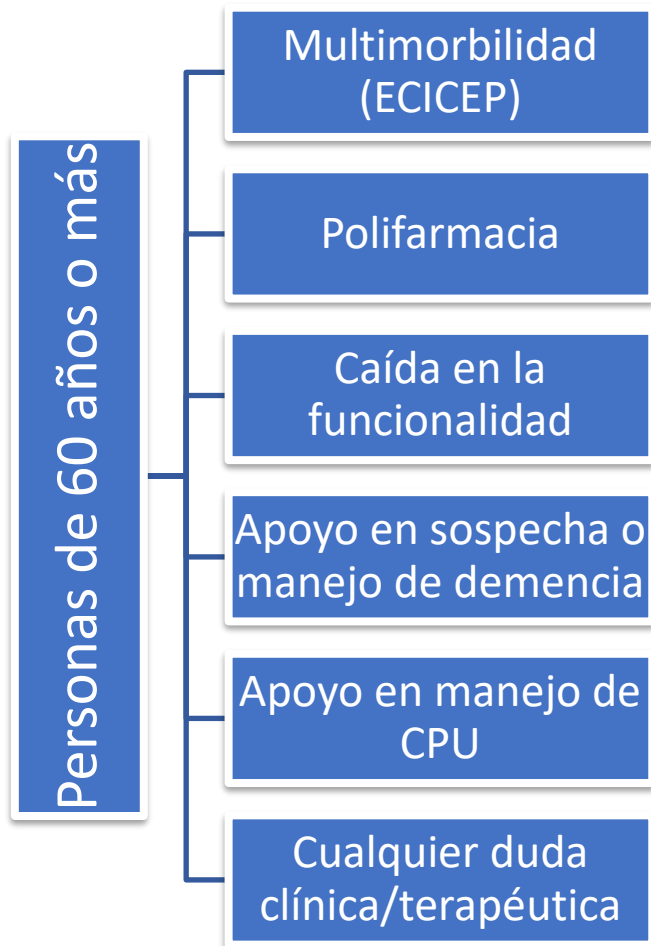 Personas de 60 años o más
Multimorbilidad
(ECICEP)
Polifarmacia
Caída en la
funcionalidad
Apoyo en sospecha o
manejo de demencia
Apoyo en manejo de
CPU
Cualquier duda
clínica/terapéutica